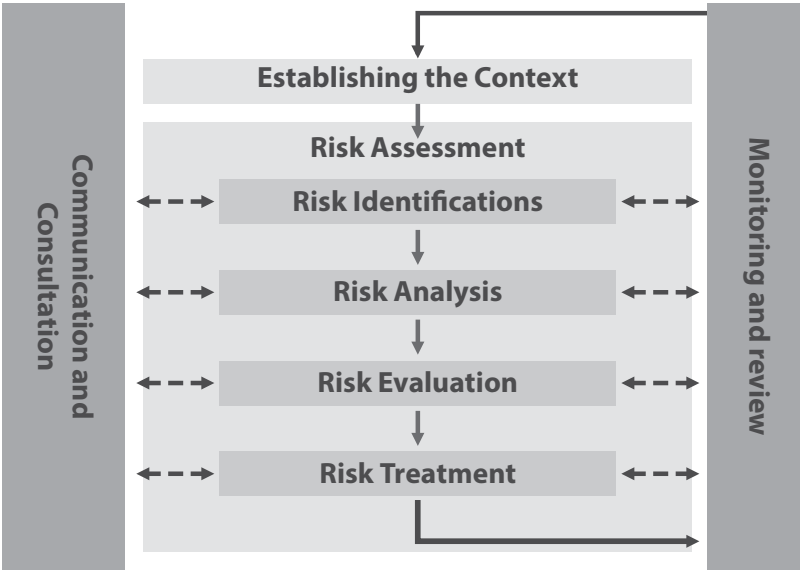 Communication and
Consultation
Establishing the Context
Risk Assessment
Risk Identifications
Risk Analysis
Risk Evaluation
Risk Treatment
Monitoring and review